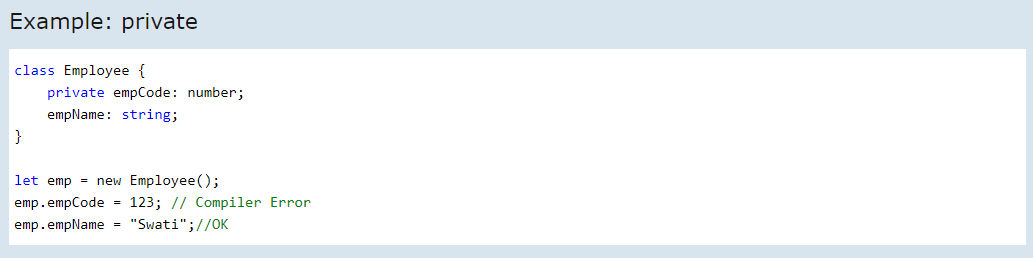 Example: private
class Employee {
    private empCode: number;
    empName: string;
}
let emp = new Employee();
emp.empCode = 123; // Compiler Error
emp.empName = "Swati";//OK